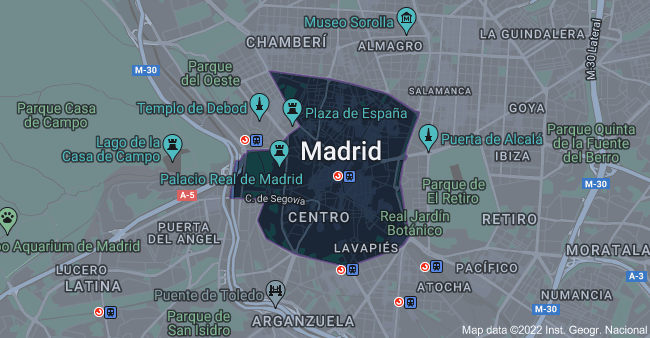 Museo Sorolla
CHAMBERÍ
ALMAGRO
LA GUINDALERA
M-30 Lateral
M-30
Parque
del Oeste
SALAMANCA
Parque Casa
de Campo
Templo de Debod
Plaza de España
GOYA
Lago de la
Casa de Campo
Madrid
Puerta de Alcalá
IBIZA
Parque Quinta
de la Fuente
del Berro
Palacio Real de Madrid
A-5
C. de Segovia
Parque de
El Retiro
M-30
CENTRO
Real Jardín
Botánico
RETIRO
PUERTA
DEL ANGEL
oo Aquarium de Madrid
LAVAPIÉS
MORATALA
LUCERO
LATINA
PACÍFICO
A-3
Puente de Toledo
ATOCHA
NUMANCIA
Parque de
San Isidro
ARGANZUELA
Map data ©2022 Inst. Geogr. Nacional